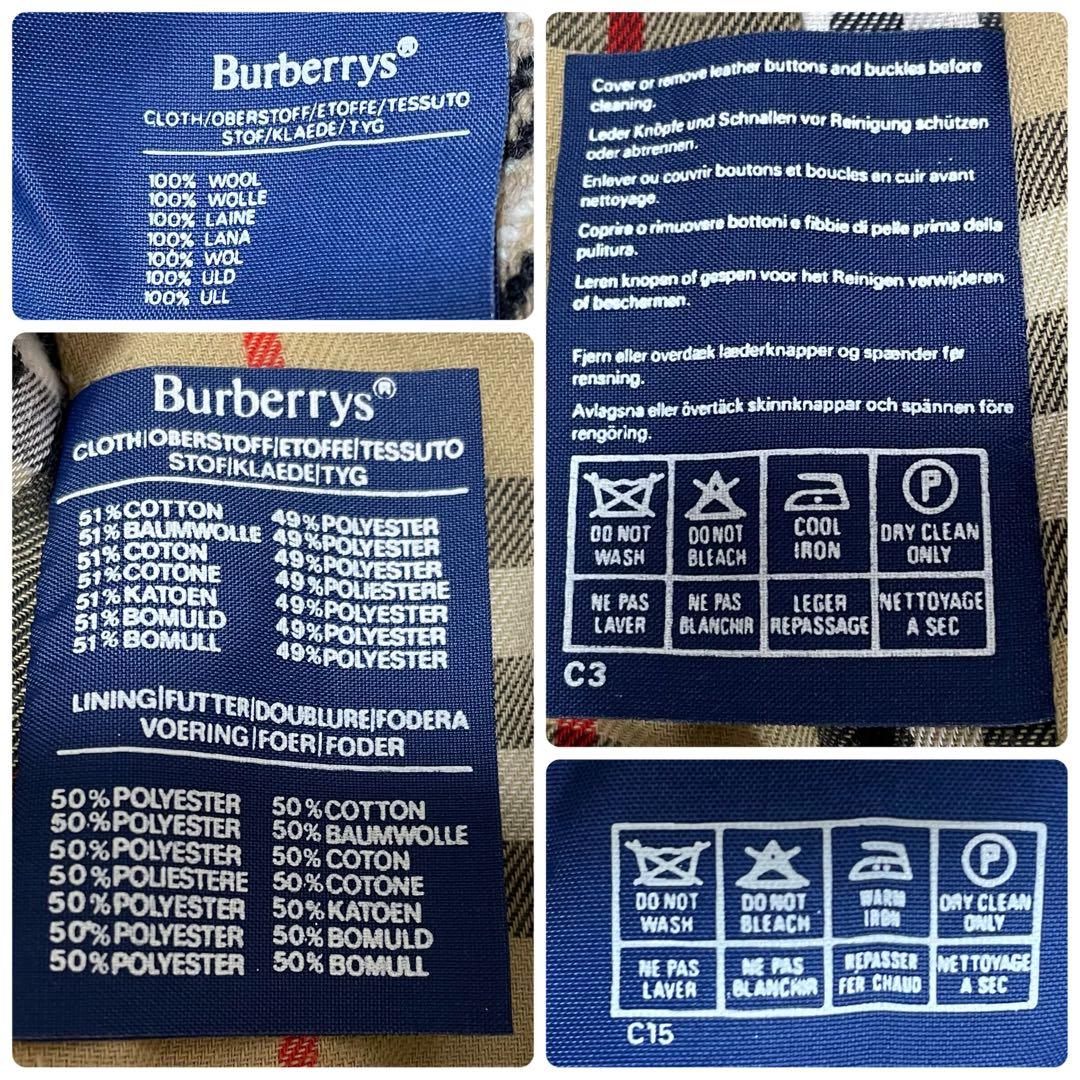 Burberrys®
CLOTH/OBERSTOFF/ETOFFE/TESSUTO
STOF/KLAEDE/TYG
100% WOOL
100% WOLLE
100% LAINE
100% LANA
100% WOL
100% ULD
100% ULL
Burberrys®
CLOTH|OBERSTOFF|ETOFFE|TESSUTO
STOF|KLAEDE|TYG
51%COTTON 49%POLYESTER
51%BAUMWOLLE 49%POLYESTER
51%COTON 49%POLYESTER
51%COTONE 49%POLIESTERE
51%KATOEN 49%POLYESTER
51%BOMULD 49%POLYESTER
51%BOMULL 49%POLYESTER
LINING|FUTTER|DOUBLURE|FODERA
VOERING|FOER|FODER
50%POLYESTER 50%COTTON
50%POLYESTER 50%BAUMWOLLE
50%POLYESTER 50%COTON
50%POLIESTERE 50%COTONE
50%POLYESTER 50%KATOEN
50%POLYESTER 50%BOMULD
50%POLYESTER 50%BOMULL
Cover or remove leather buttons and buckles before
cleaning.
Leder Knöpfe und Schnallen vor Reinigung schützen
oder abtrennen.
Enlever ou couvrir boutons et boucles en cuir avant
nettoyage.
Coprire o rimuovere bottoni e fibbie di pelle prima della
pulitura.
Leren knopen of gespen voor het Reinigen verwijderen
of beschermen.
Fjern eller overdæk læderknapper og spænder før
rensning.
Avlagsna eller övertäck skinnknappar och spännen före
rengöring.
P
DO NOT DO NOT COOL DRY CLEAN
WASH BLEACH IRON ONLY
NE PAS NE PAS LEGER NETTOYAGE
LAVER BLANCHIR REPASSAGE A SEC
C3
P
DO NOT DO NOT WARM DRY CLEAN
WASH BLEACH IRON ONLY
NE PAS NE PAS REPASSER NETTOYAGE
LAVER BLANCHIR FER CHAUD A SEC
C15